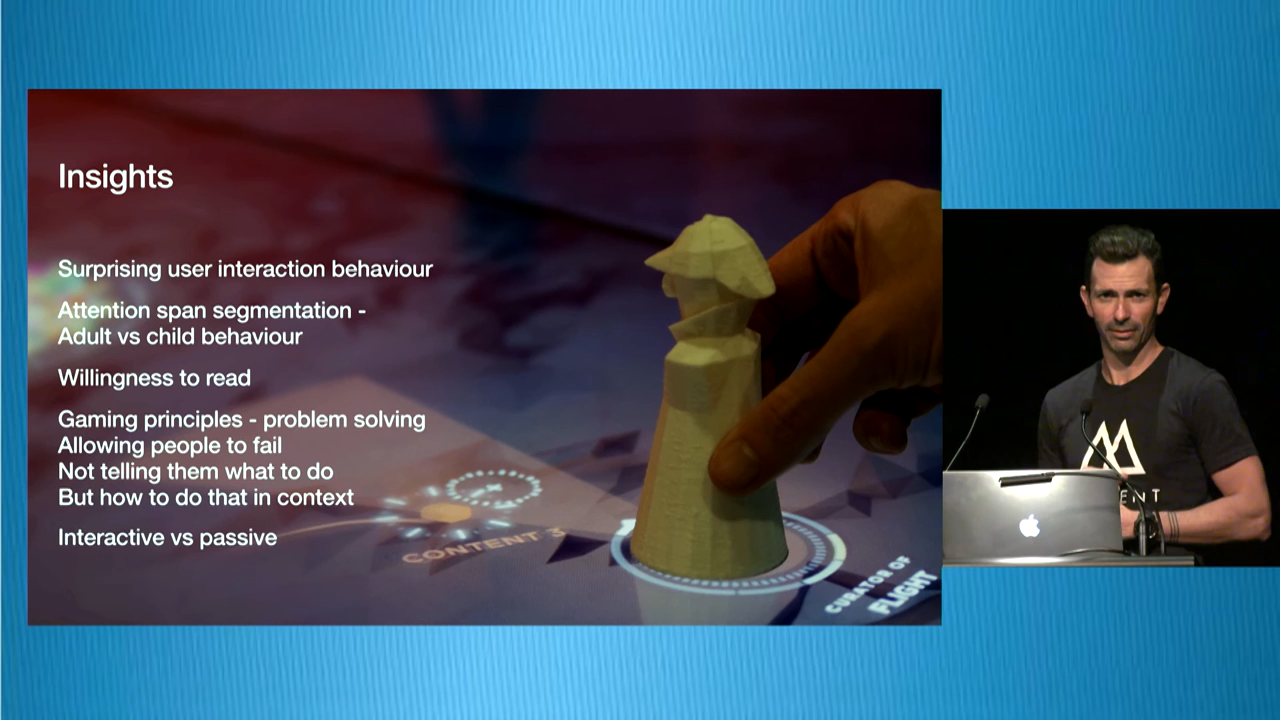 Insights
Surprising user interaction behaviour
Attention span segmentation -
Adult vs child behaviour
Willingness to read
Gaming principles - problem solving
Allowing people to fail
Not telling them what to do
But how to do that in context
Interactive vs passive
CONTENT 3
CURATOR OF
FLIGHT